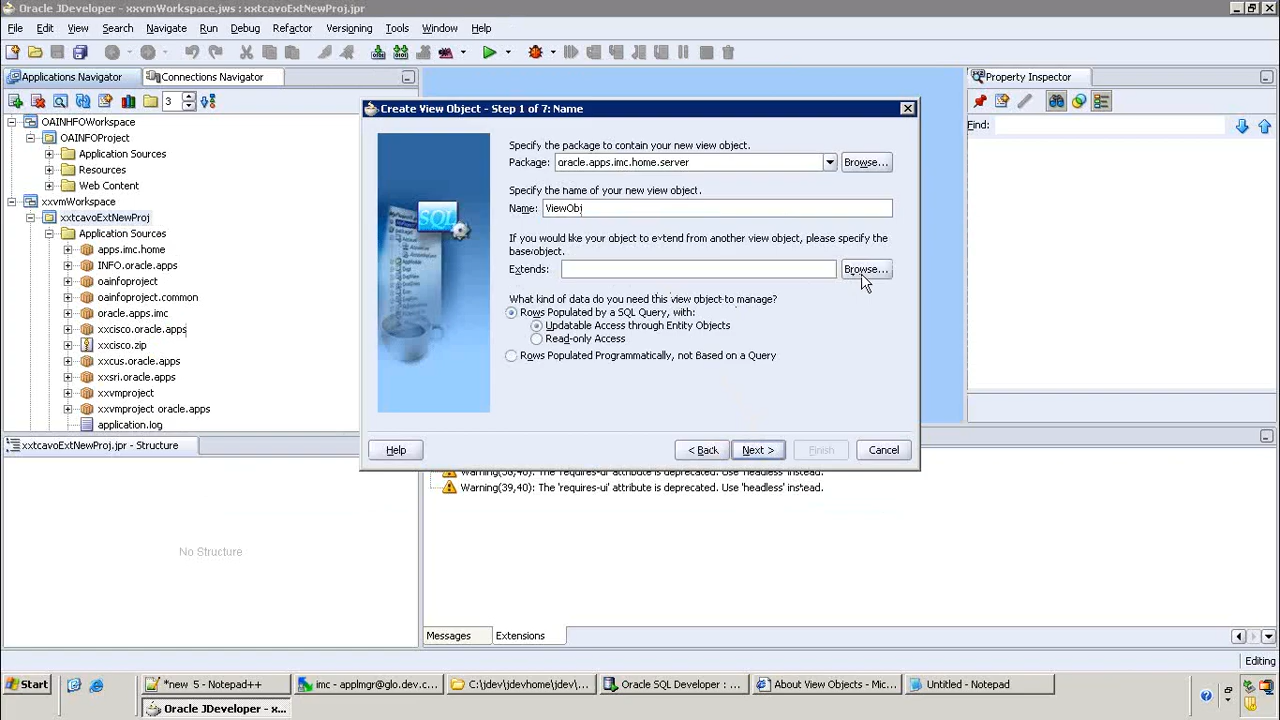 Oracle JDeveloper - xxvmWorkspace.jws : xxtcavoExtNewProj.jpr
File Edit View Search Navigate Run Debug Refactor Versioning Tools Window Help
Applications Navigator
Connections Navigator
3
OAINHFOWorkspace
OAINFOProject
Application Sources
Resources
Web Content
xxvmWorkspace
xxtcavoExtNewProj
Application Sources
apps.imc.home
INFO.oracle.apps
oainfoproject
oainfoproject.common
oracle.apps.imc
xxcisco.oracle.apps
xxcisco.zip
xxcus.oracle.apps
xxsri.oracle.apps
xxvmproject
xxvmproject oracle.apps
application.log
xxtcavoExtNewProj.jpr - Structure
No Structure
Create View Object - Step 1 of 7: Name
Specify the package to contain your new view object.
Package: oracle.apps.imc.home.server Browse...
Specify the name of your new view object.
Name: ViewObj
If you would like your object to extend from another view object, please specify the
base object.
Extends: Browse...
What kind of data do you need this view object to manage?
Rows Populated by a SQL Query, with:
Updatable Access through Entity Objects
Read-only Access
Rows Populated Programmatically, not Based on a Query
SQL
Help < Back Next > Finish Cancel
Property Inspector
Find:
The 'requires-ui' attribute is deprecated. Use 'headless' instead.
Warning(39,40): The 'requires-ui' attribute is deprecated. Use 'headless' instead.
Messages Extensions
Editing
Start
*new 5 - Notepad++
imc - applmgr@glo.dev.c...
C:\jdev\jdevhome\jdev\...
Oracle SQL Developer : ...
About View Objects - Mic...
Untitled - Notepad
Oracle JDeveloper - x...